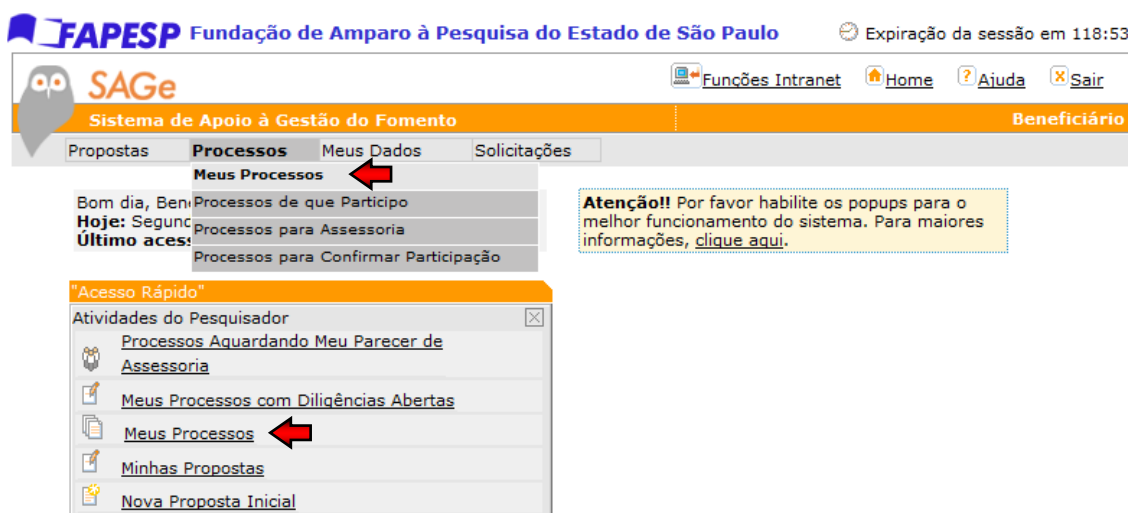 FAPESP Fundação de Amparo à Pesquisa do Estado de São Paulo Expiração da sessão em 118:53
Funções Intranet Home ? Ajuda X Sair
SAGe
Sistema de Apoio à Gestão do Fomento Beneficiário
Propostas Processos Meus Dados Solicitações
Meus Processos
Processos de que Participo
Processos para Assessoria
Processos para Confirmar Participação
Bom dia,
Hoje:
Último
Atenção!! Por favor habilite os popups para o
melhor funcionamento do sistema. Para maiores
informações, clique aqui.
"Acesso Rápido"
Atividades do Pesquisador
Processos Aguardando Meu Parecer de
Assessoria
Meus Processos com Diligências Abertas
Meus Processos
Minhas Propostas
Nova Proposta Inicial